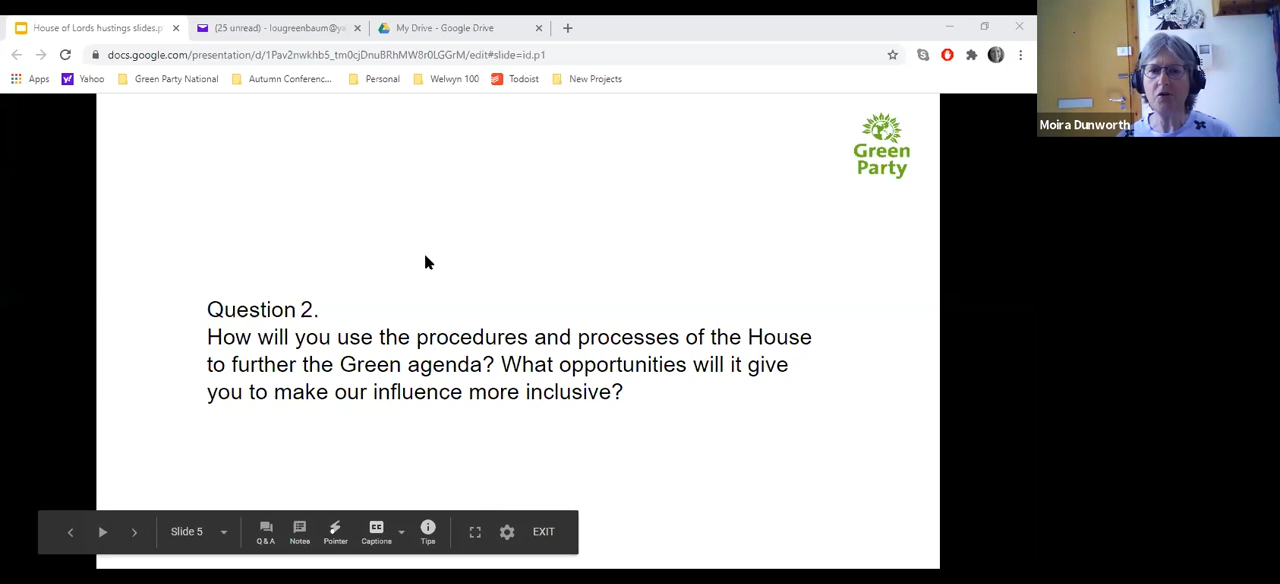 House of Lords hustings slides.p
(25 unread) - lougreenbaum@ya
My Drive - Google Drive
docs.google.com/presentation/d/1Pav2nwkhb5_tm0cjDnuBRhMW8r0LGGrM/edit#slide=id.p1
Apps
Yahoo
Green Party National
Autumn Conferenc...
Personal
Welwyn 100
Todoist
New Projects
Moira Dunworth
Green
Party
Question 2.
How will you use the procedures and processes of the House
to further the Green agenda? What opportunities will it give
you to make our influence more inclusive?
Slide 5
Q & A
Notes
Pointer
CC
Captions
Tips
EXIT